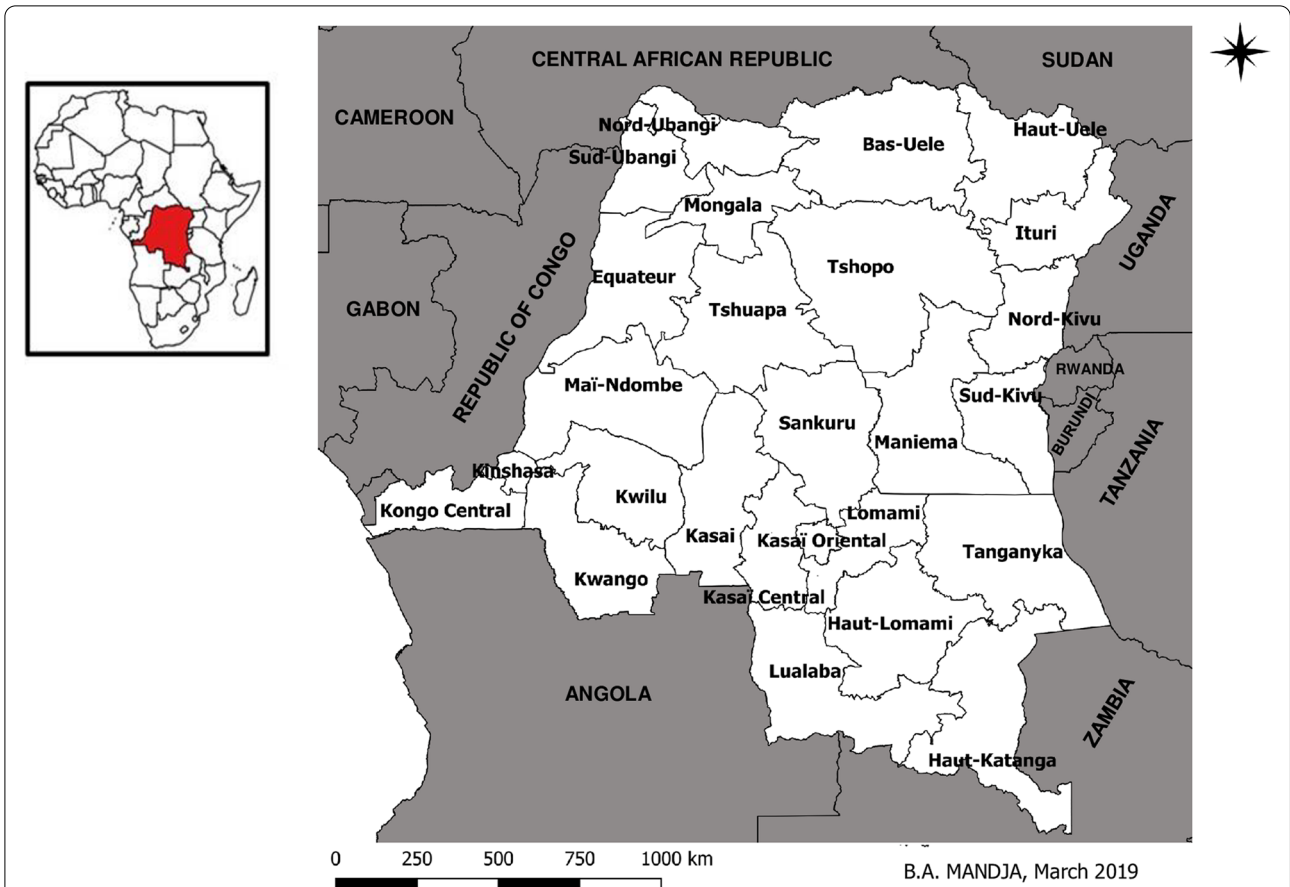 CENTRAL AFRICAN REPUBLIC
SUDAN
CAMEROON
Nord-Ubangi
Haut-Uele
Bas-Uele
Sud-Ubangi
Mongala
Ituri
UGANDA
Tshopo
Equateur
REPUBLIC OF CONGO
GABON
Tshuapa
Nord-Kivu
RWANDA
Maï-Ndombe
Sud-Kivu
BURUNDI
Sankuru
Maniema
TANZANIA
Kinshasa
Kwilu
Kongo Central
Lomami
Kasai
Kasaï Oriental
Tanganyka
Kwango
Kasaï Central
Haut-Lomami
Lualaba
ANGOLA
ZAMBIA
Haut-Katanga
0 250 500 750 1000 km
B.A. MANDJA, March 2019